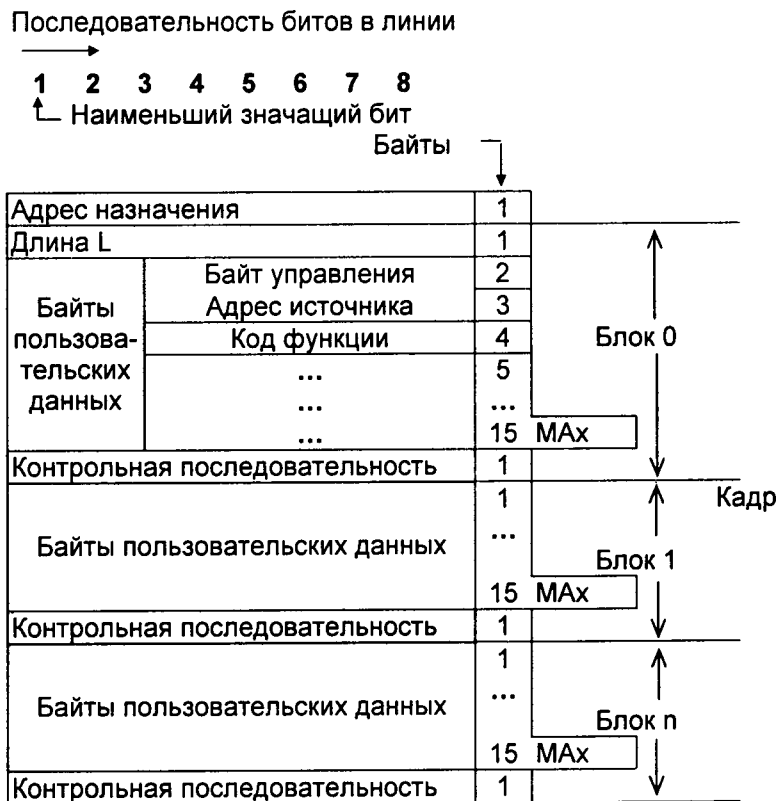 Последовательность битов в линии
1 2 3 4 5 6 7 8
Наименьший значащий бит
Байты
Адрес назначения 1
Длина L 1
Байты пользова-тельских данных
Байт управления 2
Адрес источника 3
Код функции 4
... 5
... ...
... 15 MAx
Блок 0
Контрольная последовательность 1
Кадр
1
...
Байты пользовательских данных
15 MAx
Блок 1
Контрольная последовательность 1
1
...
Байты пользовательских данных
15 MAx
Блок n
Контрольная последовательность 1